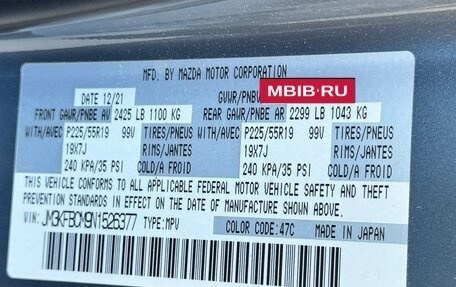 MFD. BY MAZDA MOTOR CORPORATION
DATE 12/21 GVWR/PNBV
MBIB.RU
FRONT GAWR/PNBE AV 2425 LB 1100 KG REAR GAWR/PNBE AR 2299 LB 1043 KG
WITH/AVEC P225/55R19 99V TIRES/PNEUS WITH/AVEC P225/55R19 99V TIRES/PNEUS
19X7J RIMS/JANTES 19X7J RIMS/JANTES
240 KPA/35 PSI COLD/A FROID 240 KPA/35 PSI COLD/A FROID
THIS VEHICLE CONFORMS TO ALL APPLICABLE FEDERAL MOTOR VEHICLE SAFETY AND THEFT
PREVENTION STANDARDS IN EFFECT ON THE DATE OF MANUFACTURE SHOWN ABOVE.
VIN: JM3KFBCM9N1526377 TYPE: MPV
COLOR CODE: 47C MADE IN JAPAN